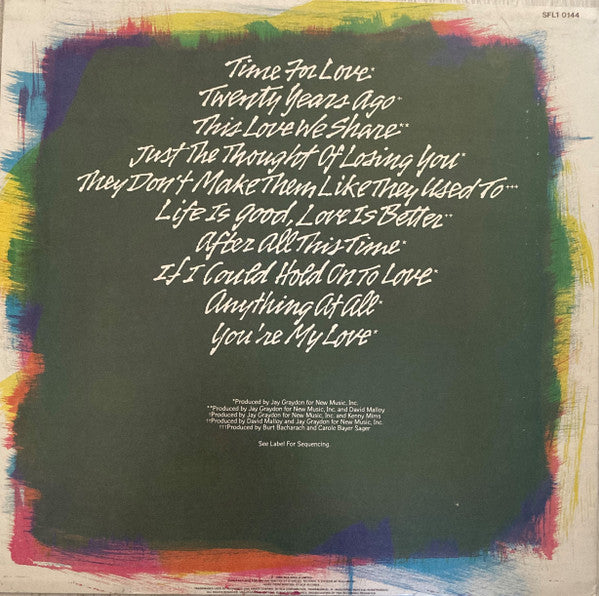 SFL1 0144
Time For Love*
Twenty Years Ago†
This Love We Share**
Just The Thought Of Losing You*
They Don't Make Them Like They Used To†††
Life Is Good, Love Is Better††
After All This Time*
If I Could Hold On To Love*
Anything At All*
You're My Love*
*Produced by Jay Graydon for New Music, Inc.
**Produced by Jay Graydon for New Music, Inc. and David Malloy
†Produced by Jay Graydon for New Music, Inc. and Kenny Mims
††Produced by David Malloy and Jay Graydon for New Music, Inc.
†††Produced by Burt Bacharach and Carole Bayer Sager
See Label For Sequencing.